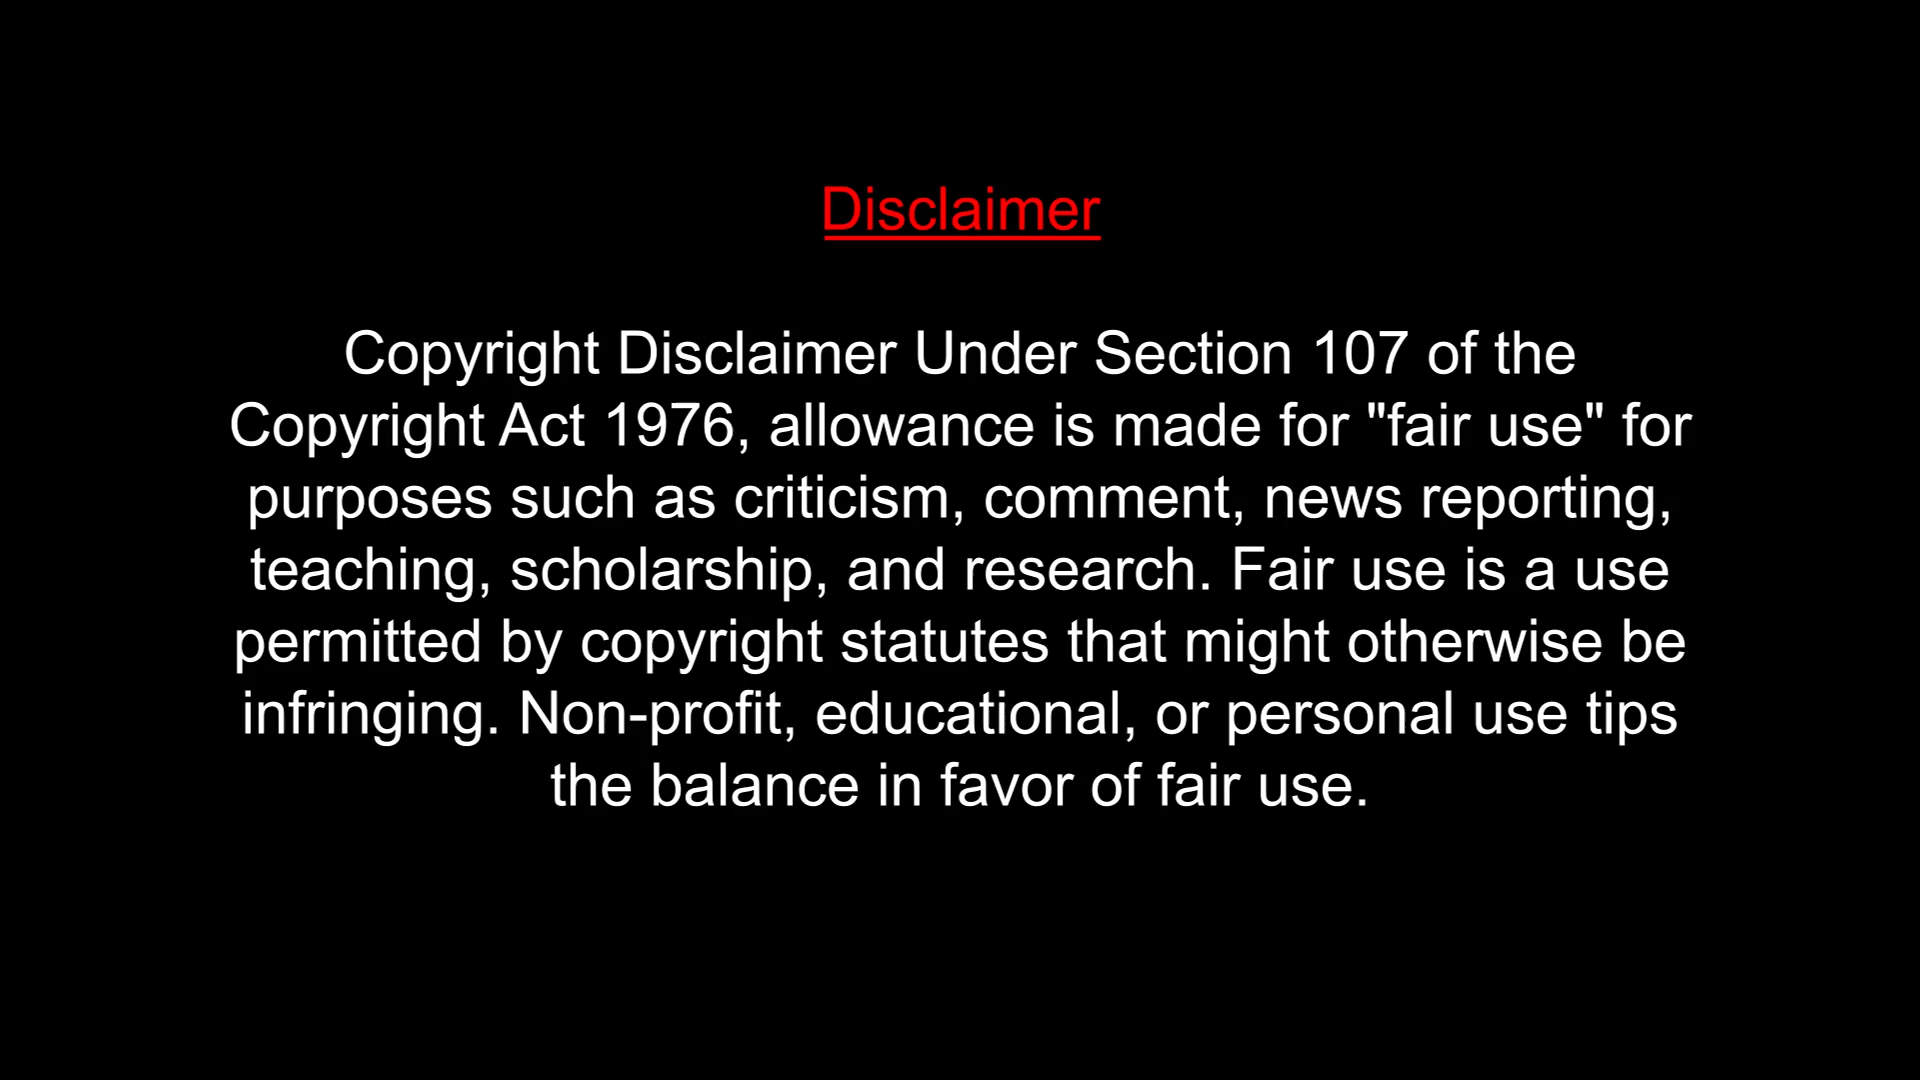 Disclaimer
Copyright Disclaimer Under Section 107 of the
Copyright Act 1976, allowance is made for "fair use" for
purposes such as criticism, comment, news reporting,
teaching, scholarship, and research. Fair use is a use
permitted by copyright statutes that might otherwise be
infringing. Non-profit, educational, or personal use tips
the balance in favor of fair use.